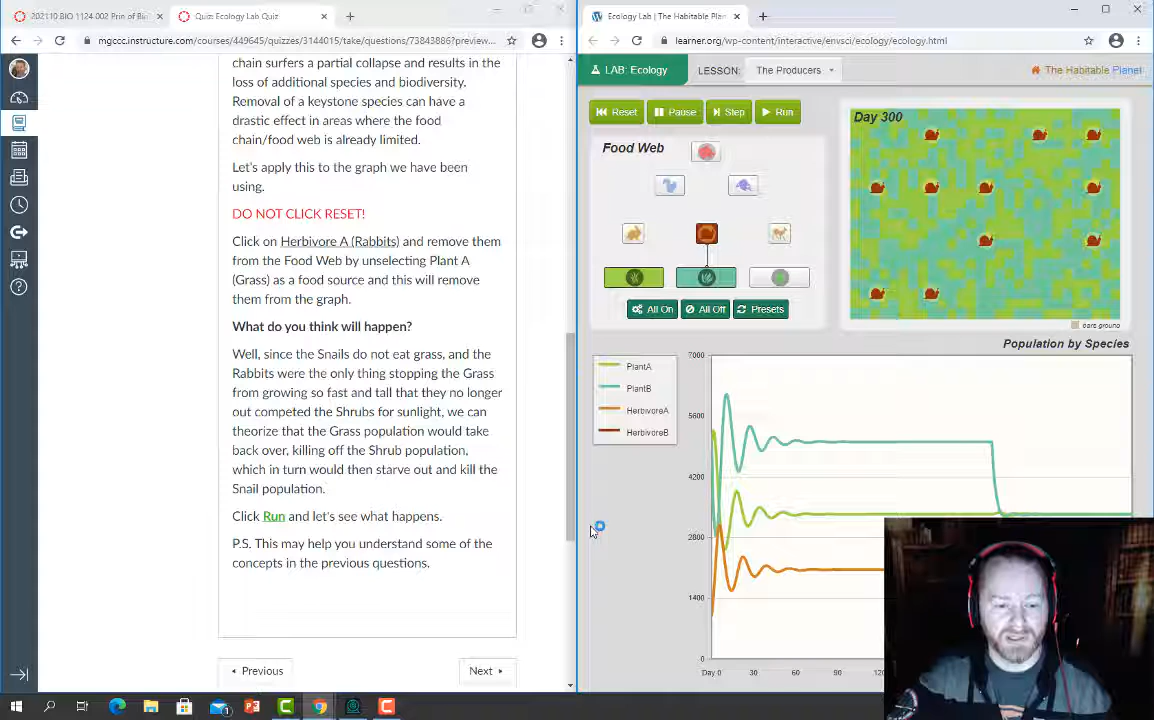 202110 BIO 1124-002 Prin of Bi
Quiz: Ecology Lab Quiz
Ecology Lab | The Habitable Plan
mgccc.instructure.com/courses/449645/quizzes/3144015/take/questions/73843886?preview...
learner.org/wp-content/interactive/envsci/ecology/ecology.html
chain surfers a partial collapse and results in the
loss of additional species and biodiversity.
Removal of a keystone species can have a
drastic effect in areas where the food
chain/food web is already limited.
Let's apply this to the graph we have been
using.
DO NOT CLICK RESET!
Click on Herbivore A (Rabbits) and remove them
from the Food Web by unselecting Plant A
(Grass) as a food source and this will remove
them from the graph.
What do you think will happen?
Well, since the Snails do not eat grass, and the
Rabbits were the only thing stopping the Grass
from growing so fast and tall that they no longer
out competed the Shrubs for sunlight, we can
theorize that the Grass population would take
back over, killing off the Shrub population,
which in turn would then starve out and kill the
Snail population.
Click Run and let's see what happens.
P.S. This may help you understand some of the
concepts in the previous questions.
Previous
Next
LAB: Ecology
LESSON:
The Producers
The Habitable Planet
Reset
Pause
Step
Run
Food Web
All On
All Off
Presets
Day 300
bare ground
Population by Species
PlantA
PlantB
HerbivoreA
HerbivoreB
7000
5600
4200
2800
1400
0
Day 0
30
60
90